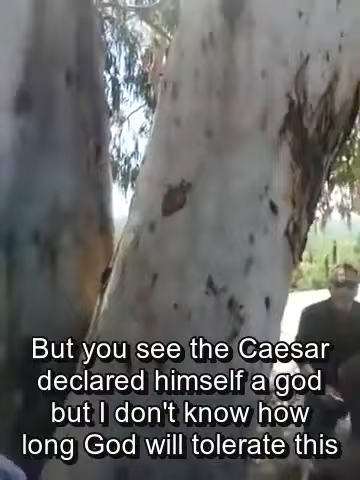 But you see the Caesar
declared himself a god
but I don't know how
long God will tolerate this